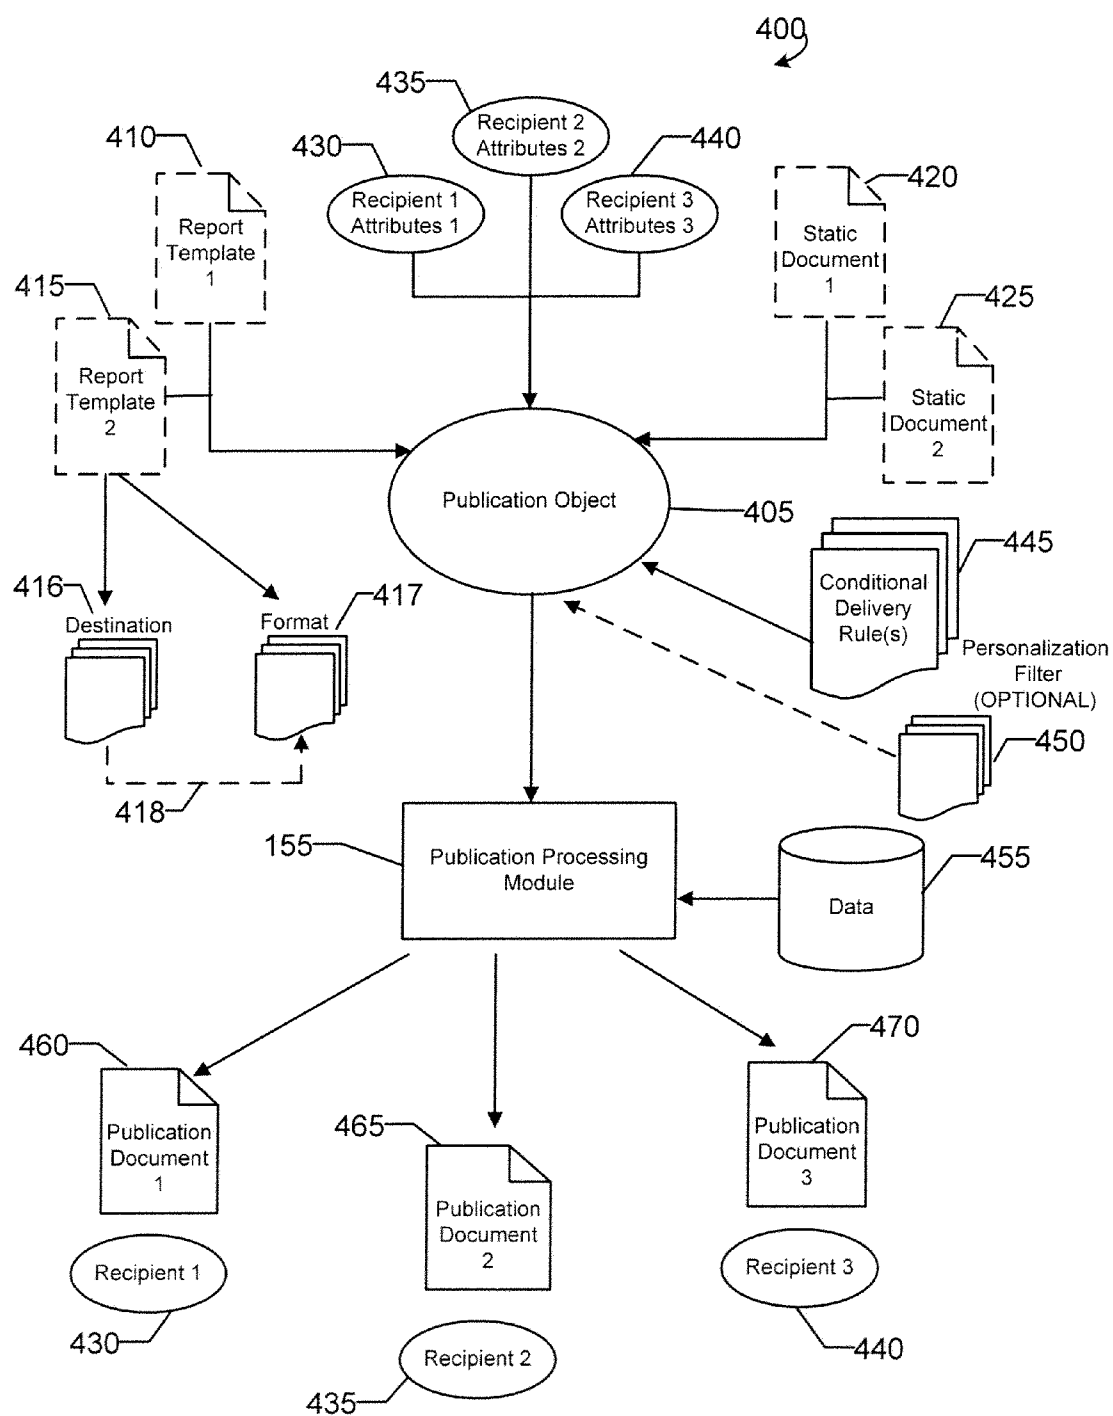 400
435
Recipient 2
Attributes 2
410
430
440
420
Recipient 1
Attributes 1
Recipient 3
Attributes 3
Report
Template
1
Static
Document
1
415
425
Report
Template
2
Static
Document
2
Publication Object
405
445
416
417
Destination
Format
Conditional
Delivery
Rule(s)
Personalization
Filter
(OPTIONAL)
450
418
155
Publication Processing
Module
455
Data
460
470
465
Publication
Document
1
Publication
Document
2
Publication
Document
3
Recipient 1
Recipient 3
430
440
Recipient 2
435